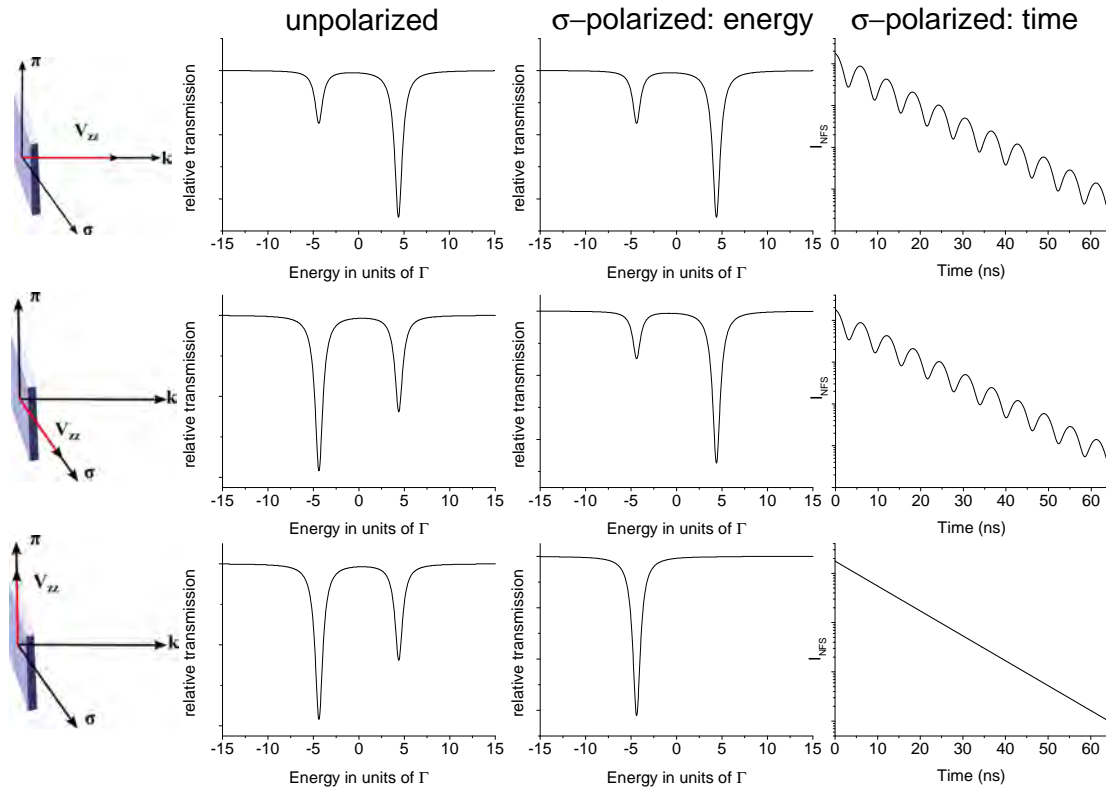 unpolarized
σ–polarized: energy
σ–polarized: time
π
V_zz
k
σ
relative transmission
-15 -10 -5 0 5 10 15
Energy in units of Γ
relative transmission
-15 -10 -5 0 5 10 15
Energy in units of Γ
I_NFS
0 10 20 30 40 50 60
Time (ns)
π
V_zz
k
σ
relative transmission
-15 -10 -5 0 5 10 15
Energy in units of Γ
relative transmission
-15 -10 -5 0 5 10 15
Energy in units of Γ
I_NFS
0 10 20 30 40 50 60
Time (ns)
π
V_zz
k
σ
relative transmission
-15 -10 -5 0 5 10 15
Energy in units of Γ
relative transmission
-15 -10 -5 0 5 10 15
Energy in units of Γ
I_NFS
0 10 20 30 40 50 60
Time (ns)